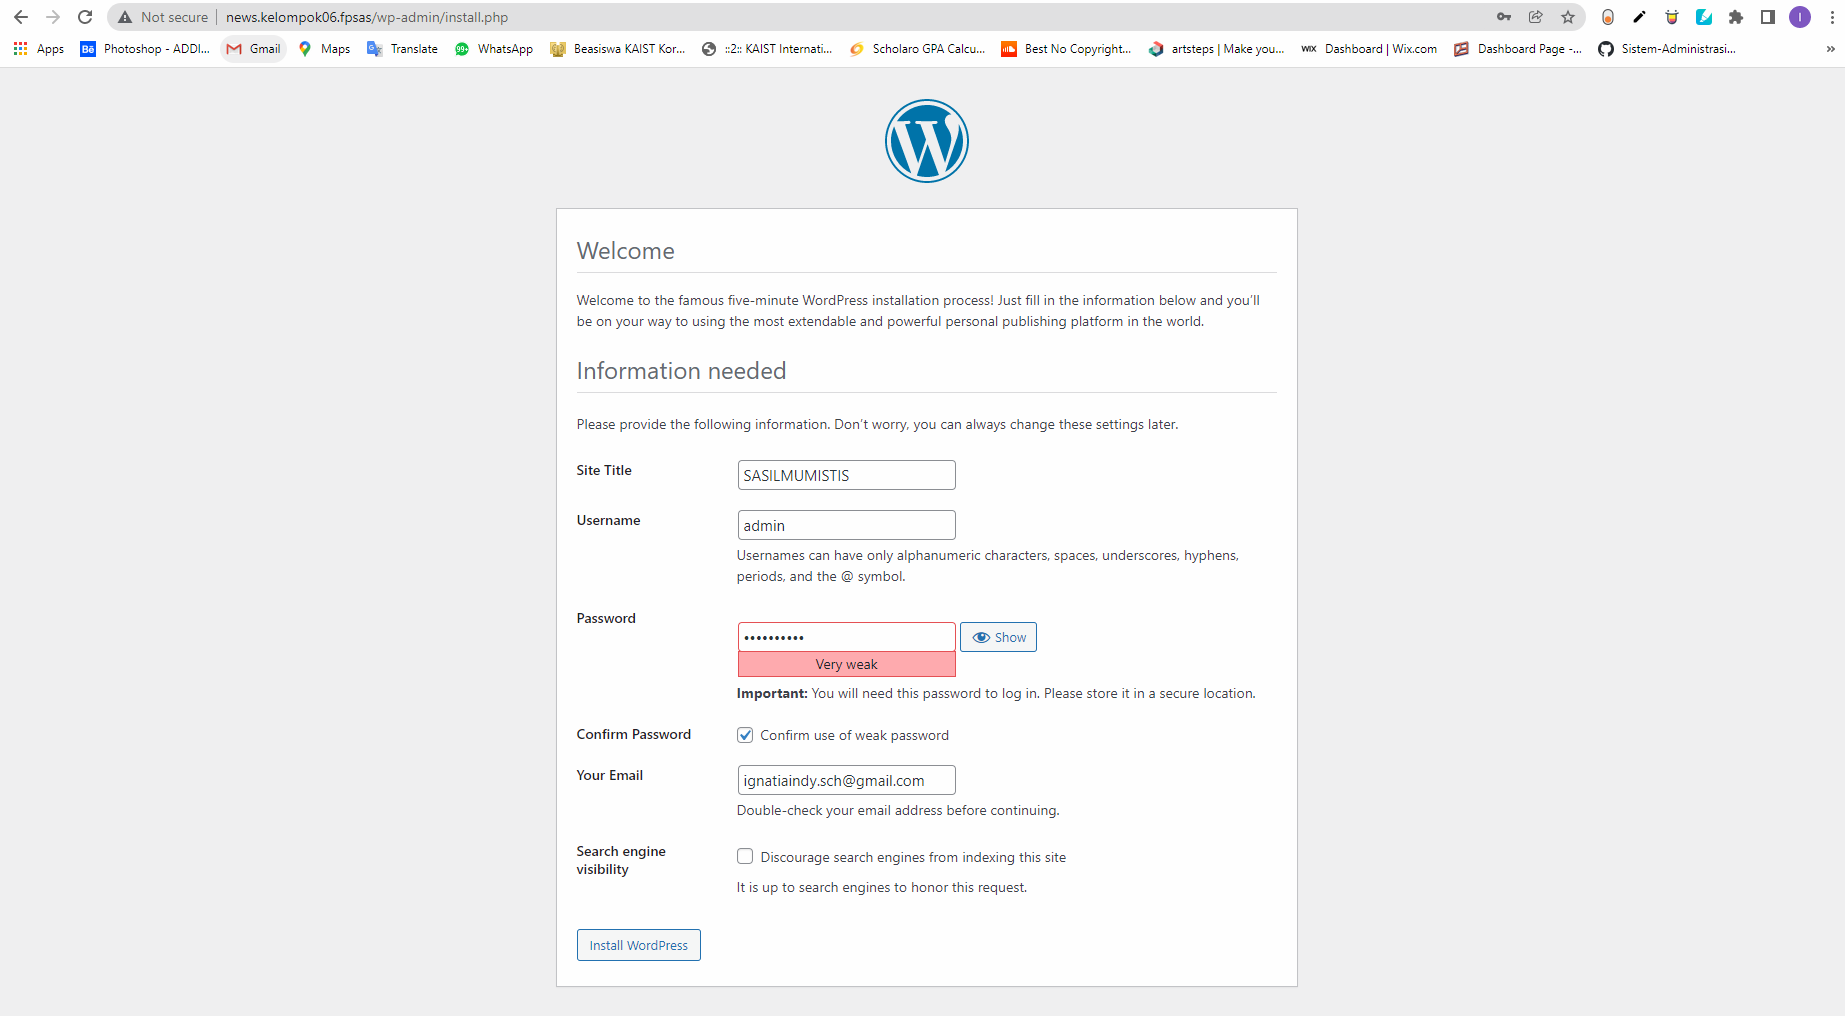 Not secure
news.kelompok06.fpsas/wp-admin/install.php
I
Apps
Bē
Photoshop - ADDI...
Gmail
Maps
Translate
99+
WhatsApp
Beasiswa KAIST Kor...
::2:: KAIST Internati...
Scholaro GPA Calcu...
Best No Copyright...
artsteps | Make you...
WIX
Dashboard | Wix.com
Dashboard Page -...
Sistem-Administrasi...
»
W
Welcome
Welcome to the famous five-minute WordPress installation process! Just fill in the information below and you’ll
be on your way to using the most extendable and powerful personal publishing platform in the world.
Information needed
Please provide the following information. Don’t worry, you can always change these settings later.
Site Title
SASILMUMISTIS
Username
admin
Usernames can have only alphanumeric characters, spaces, underscores, hyphens,
periods, and the @ symbol.
Password
••••••••••
Show
Very weak
Important: You will need this password to log in. Please store it in a secure location.
Confirm Password
Confirm use of weak password
Your Email
ignatiaindy.sch@gmail.com
Double-check your email address before continuing.
Search engine
visibility
Discourage search engines from indexing this site
It is up to search engines to honor this request.
Install WordPress